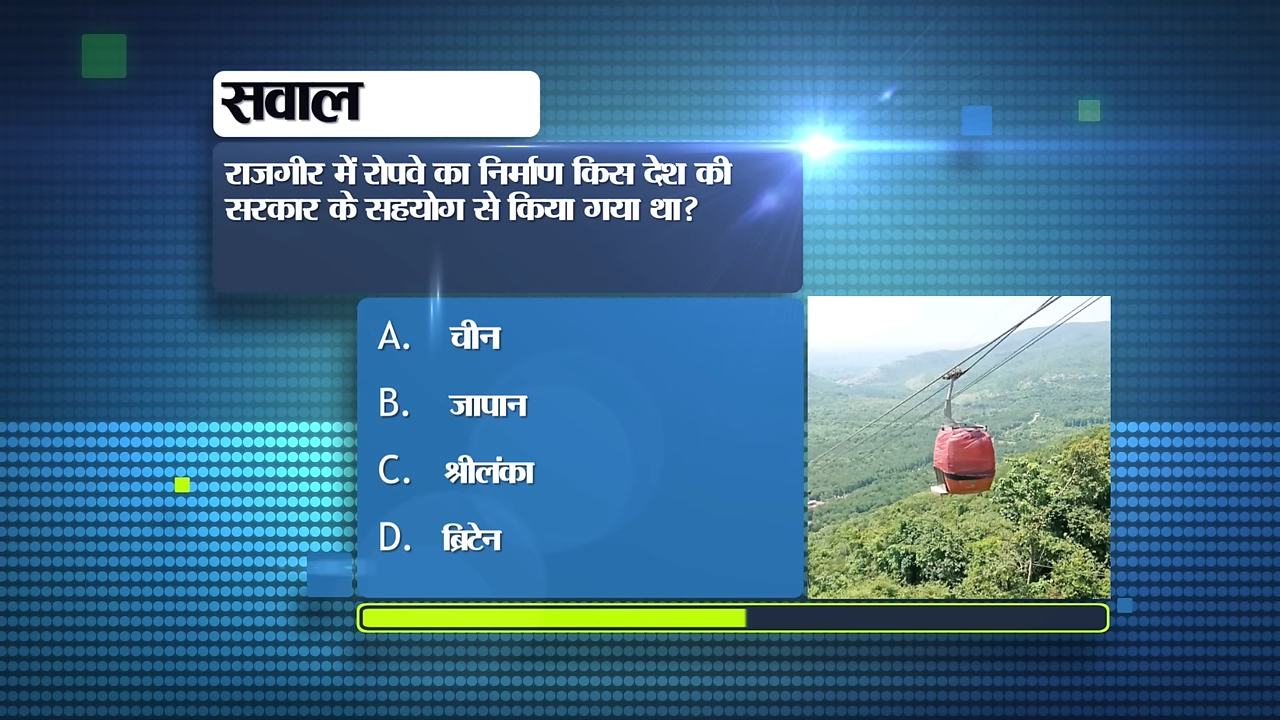 सवाल
राजगीर में रोपवे का निर्माण किस देश की
सरकार के सहयोग से किया गया था?
A. चीन
B. जापान
C. श्रीलंका
D. ब्रिटेन